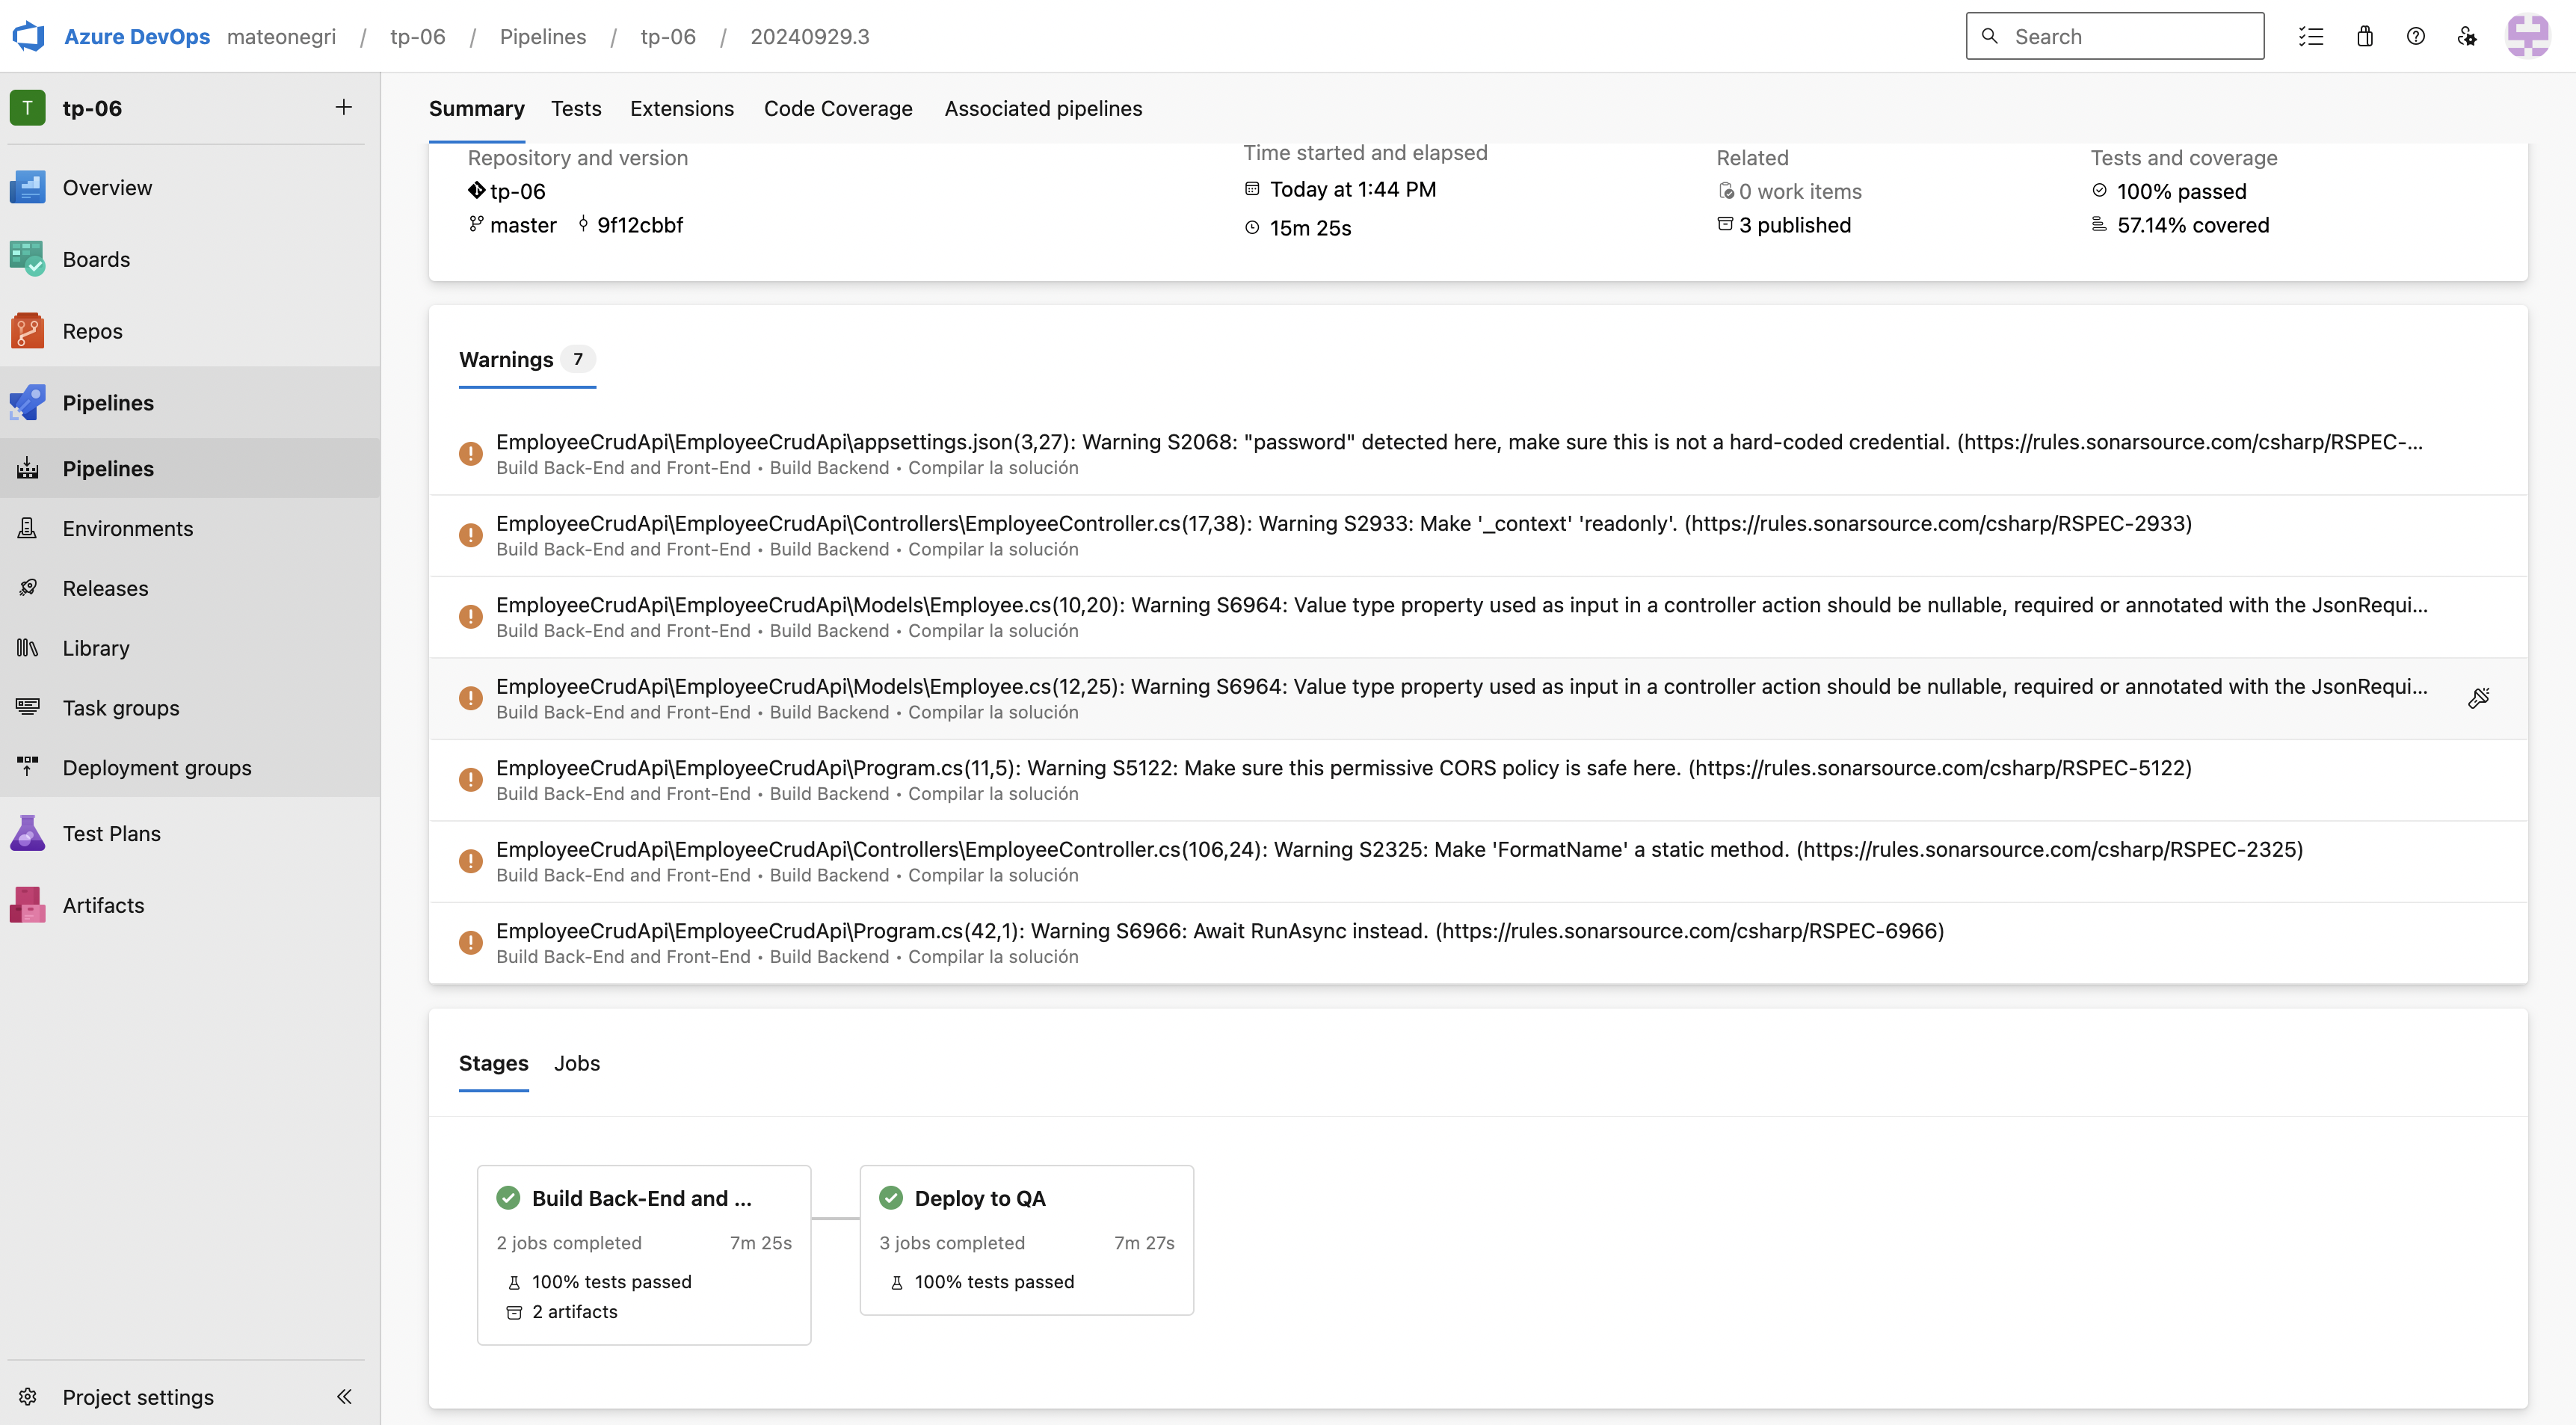 Azure DevOps mateonegri / tp-06 / Pipelines / tp-06 / 20240929.3
Search
T tp-06
Overview
Boards
Repos
Pipelines
Pipelines
Environments
Releases
Library
Task groups
Deployment groups
Test Plans
Artifacts
Project settings
Summary Tests Extensions Code Coverage Associated pipelines
Repository and version
tp-06
master 9f12cbbf
Time started and elapsed
Today at 1:44 PM
15m 25s
Related
0 work items
3 published
Tests and coverage
100% passed
57.14% covered
Warnings 7
EmployeeCrudApi\EmployeeCrudApi\appsettings.json(3,27): Warning S2068: "password" detected here, make sure this is not a hard-coded credential. (https://rules.sonarsource.com/csharp/RSPEC-...
Build Back-End and Front-End • Build Backend • Compilar la solución
EmployeeCrudApi\EmployeeCrudApi\Controllers\EmployeeController.cs(17,38): Warning S2933: Make '_context' 'readonly'. (https://rules.sonarsource.com/csharp/RSPEC-2933)
Build Back-End and Front-End • Build Backend • Compilar la solución
EmployeeCrudApi\EmployeeCrudApi\Models\Employee.cs(10,20): Warning S6964: Value type property used as input in a controller action should be nullable, required or annotated with the JsonRequi...
Build Back-End and Front-End • Build Backend • Compilar la solución
EmployeeCrudApi\EmployeeCrudApi\Models\Employee.cs(12,25): Warning S6964: Value type property used as input in a controller action should be nullable, required or annotated with the JsonRequi...
Build Back-End and Front-End • Build Backend • Compilar la solución
EmployeeCrudApi\EmployeeCrudApi\Program.cs(11,5): Warning S5122: Make sure this permissive CORS policy is safe here. (https://rules.sonarsource.com/csharp/RSPEC-5122)
Build Back-End and Front-End • Build Backend • Compilar la solución
EmployeeCrudApi\EmployeeCrudApi\Controllers\EmployeeController.cs(106,24): Warning S2325: Make 'FormatName' a static method. (https://rules.sonarsource.com/csharp/RSPEC-2325)
Build Back-End and Front-End • Build Backend • Compilar la solución
EmployeeCrudApi\EmployeeCrudApi\Program.cs(42,1): Warning S6966: Await RunAsync instead. (https://rules.sonarsource.com/csharp/RSPEC-6966)
Build Back-End and Front-End • Build Backend • Compilar la solución
Stages Jobs
Build Back-End and ...
2 jobs completed 7m 25s
100% tests passed
2 artifacts
Deploy to QA
3 jobs completed 7m 27s
100% tests passed